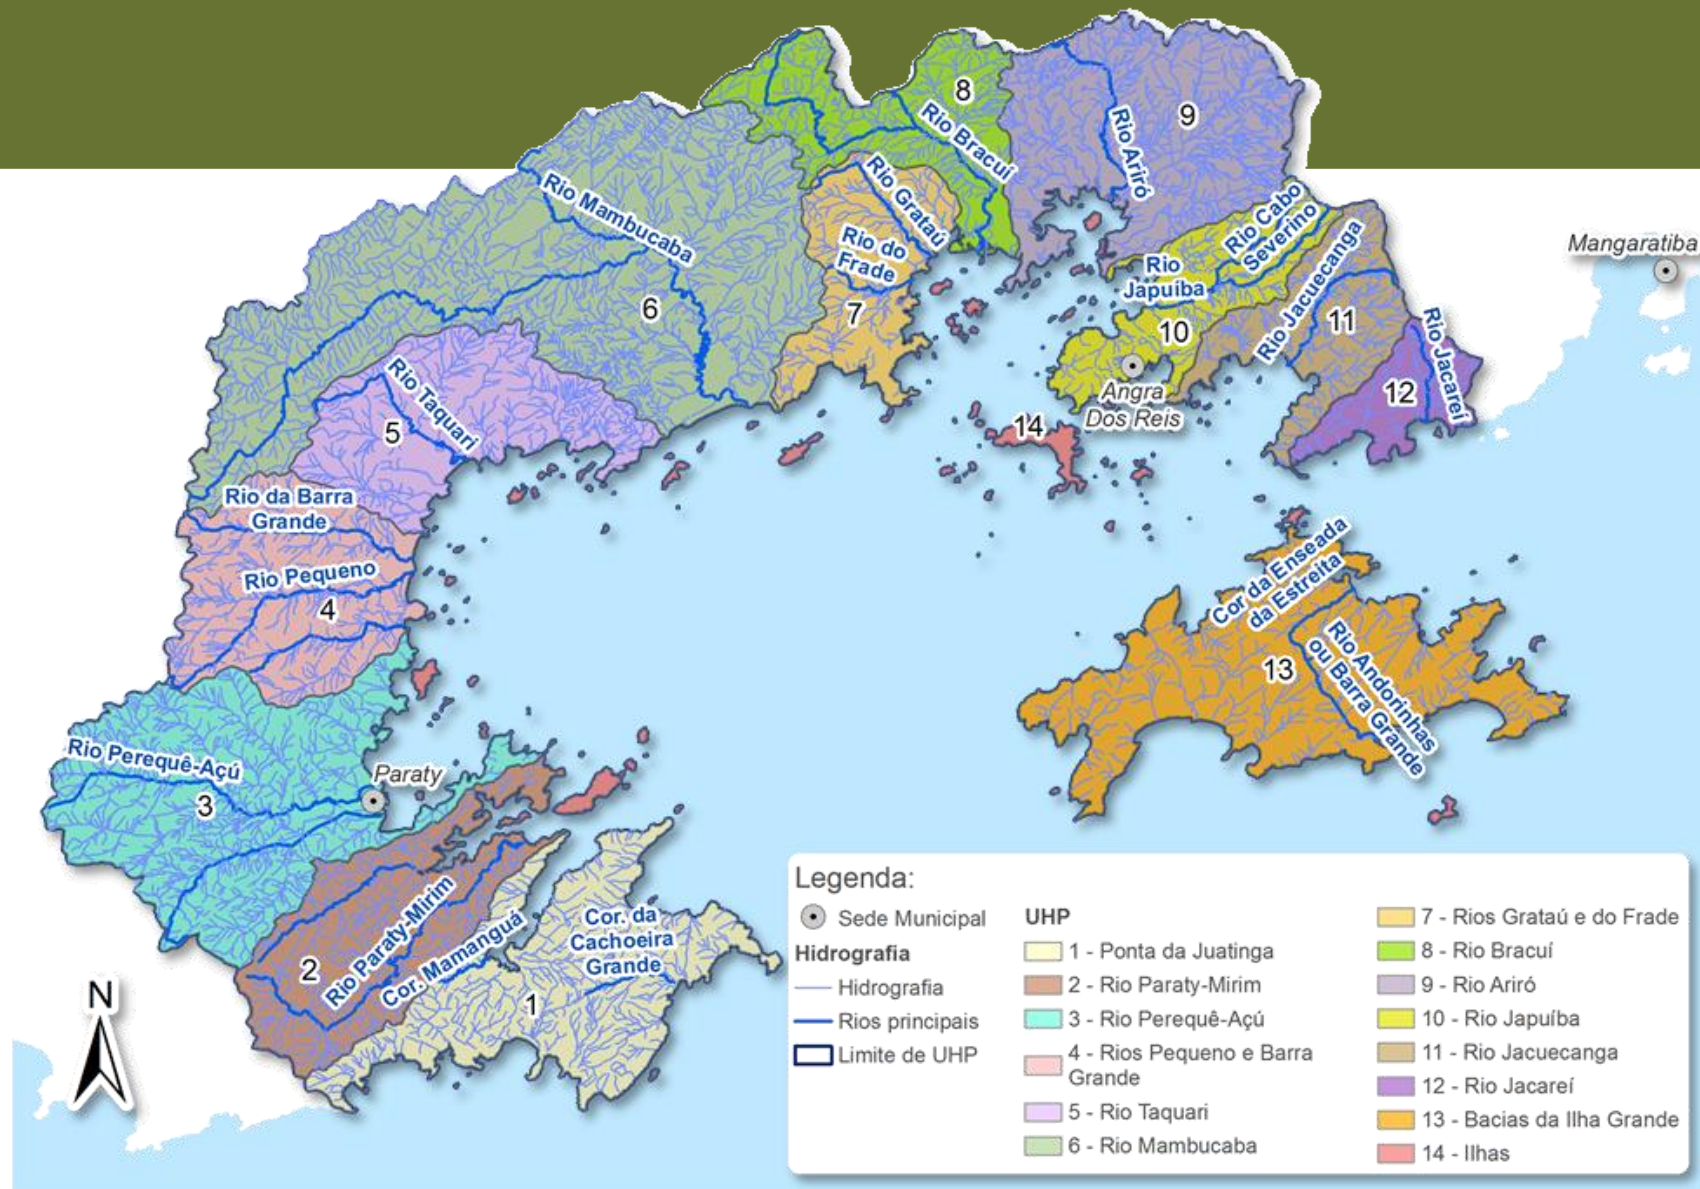 8
9
Rio Bracuí
Rio Ariró
Rio Mambucaba
Rio Grataú
Rio do
Frade
Rio Cabo
Severino
Mangaratiba
Rio
Japuíba
Rio Jacuecanga
6
7
10
11
Rio Jacareí
Angra
Dos Reis
12
Rio Taquari
5
14
Rio da Barra
Grande
Rio Pequeno
4
Cor da Enseada
da Estreita
13
Rio Andorinhas
ou Barra Grande
Rio Perequê-Açú
3
Paraty
2
Rio Paraty-Mirim
Cor. Mamanguá
Cor. da
Cachoeira
Grande
1
N
Legenda:
Sede Municipal
Hidrografia
Hidrografia
Rios principais
Limite de UHP
UHP
1 - Ponta da Juatinga
2 - Rio Paraty-Mirim
3 - Rio Perequê-Açú
4 - Rios Pequeno e Barra
Grande
5 - Rio Taquari
6 - Rio Mambucaba
7 - Rios Grataú e do Frade
8 - Rio Bracuí
9 - Rio Ariró
10 - Rio Japuíba
11 - Rio Jacuecanga
12 - Rio Jacareí
13 - Bacias da Ilha Grande
14 - Ilhas